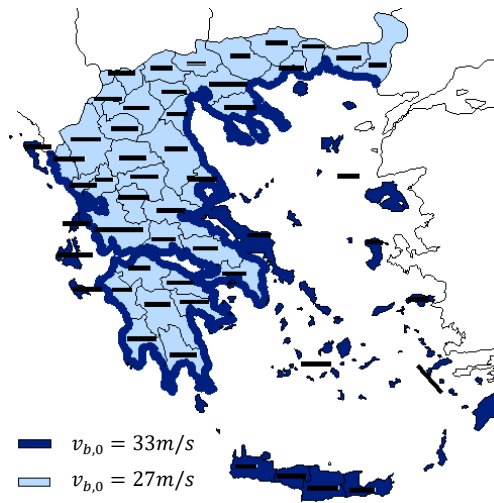 v_{b,0} = 33m/s
v_{b,0} = 27m/s